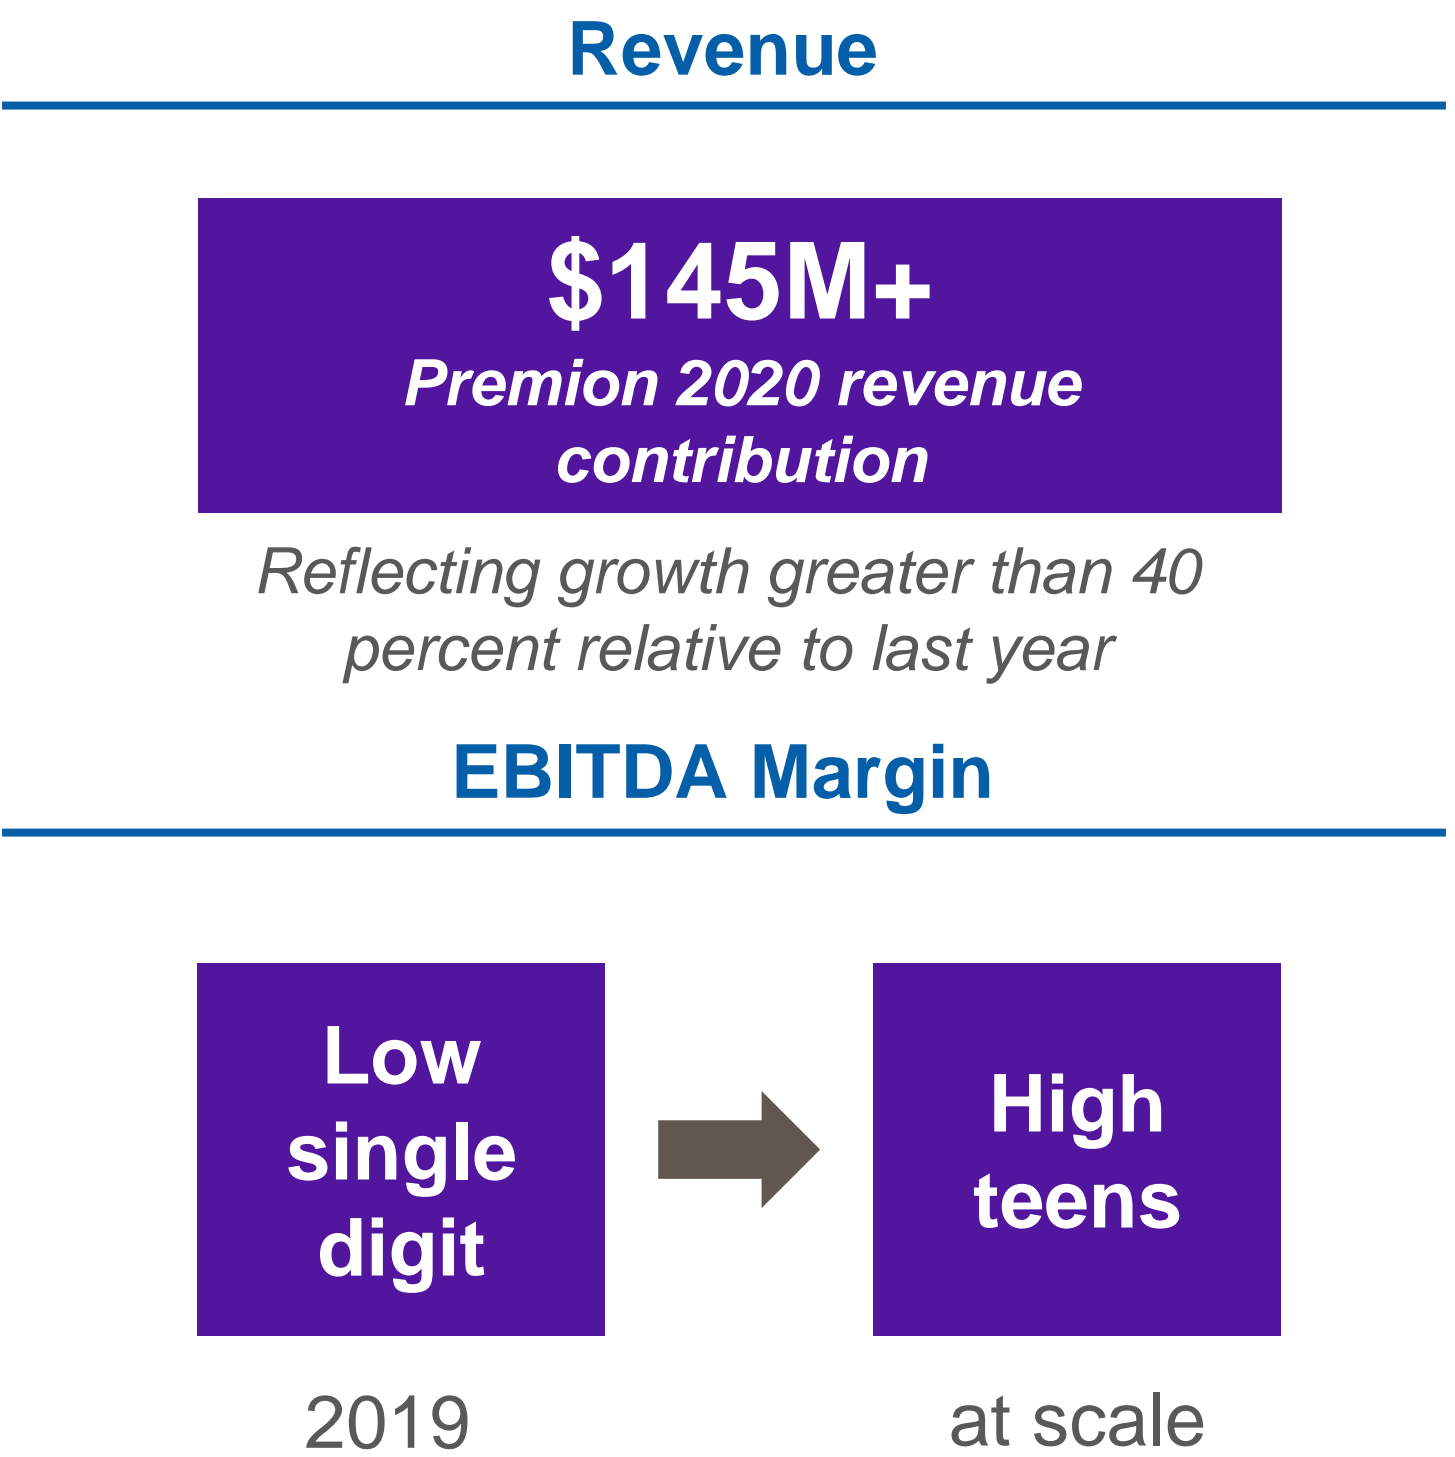 Revenue
$145M+
Premion 2020 revenue
contribution
Reflecting growth greater than 40
percent relative to last year
EBITDA Margin
Low
single
digit
High
teens
2019
at scale